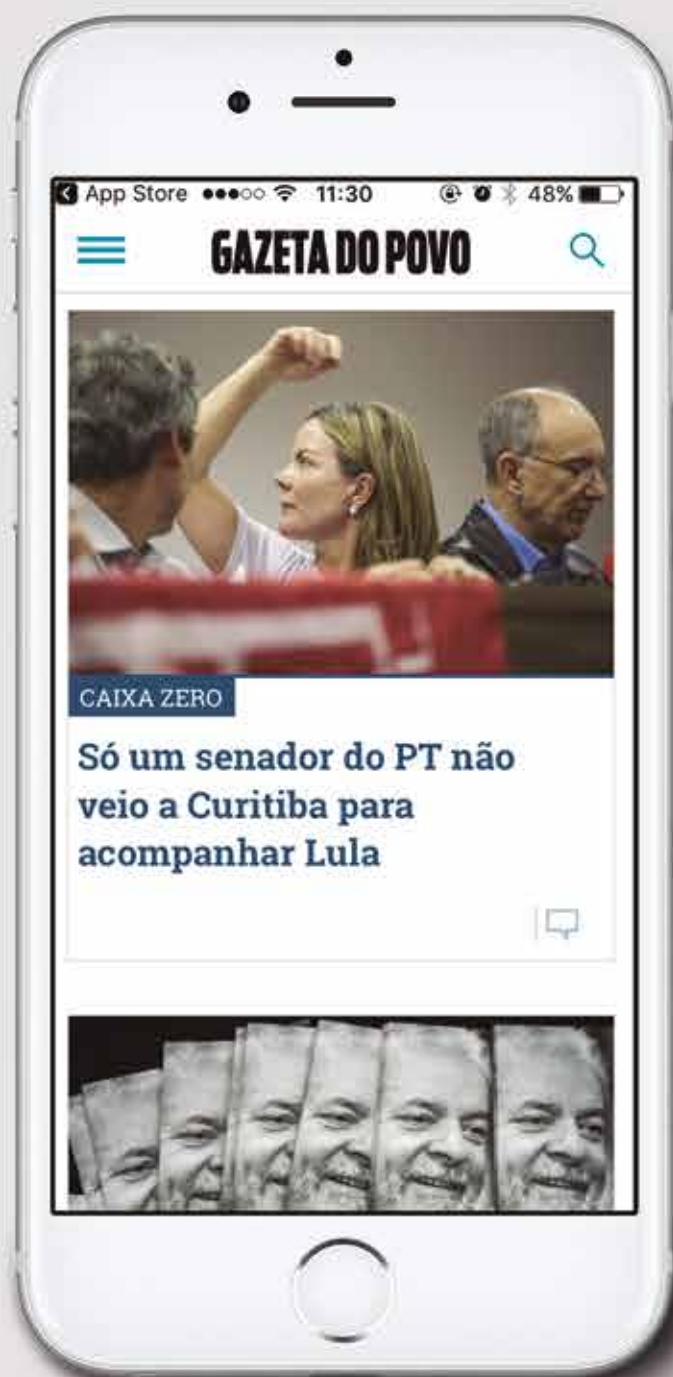 App Store 11:30 48%
GAZETA DO POVO
CAIXA ZERO
Só um senador do PT não
veio a Curitiba para
acompanhar Lula